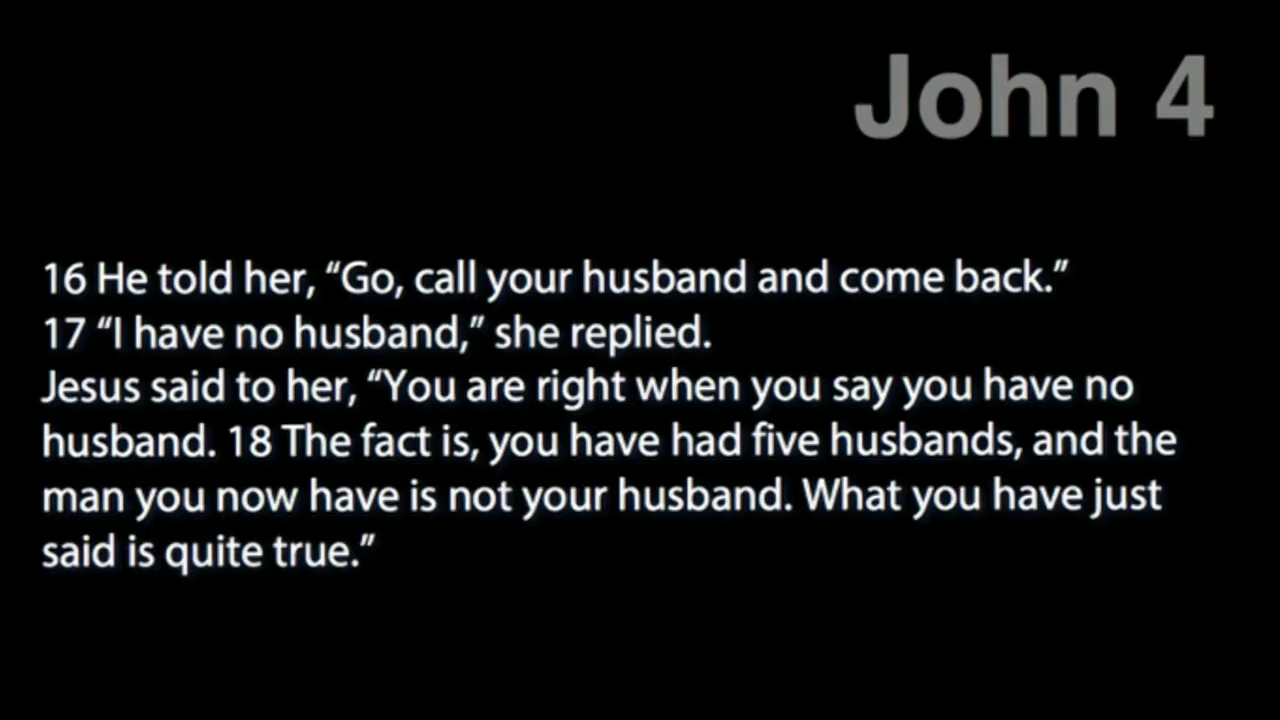 John 4
16 He told her, “Go, call your husband and come back.”
17 “I have no husband,” she replied.
Jesus said to her, “You are right when you say you have no
husband. 18 The fact is, you have had five husbands, and the
man you now have is not your husband. What you have just
said is quite true.”